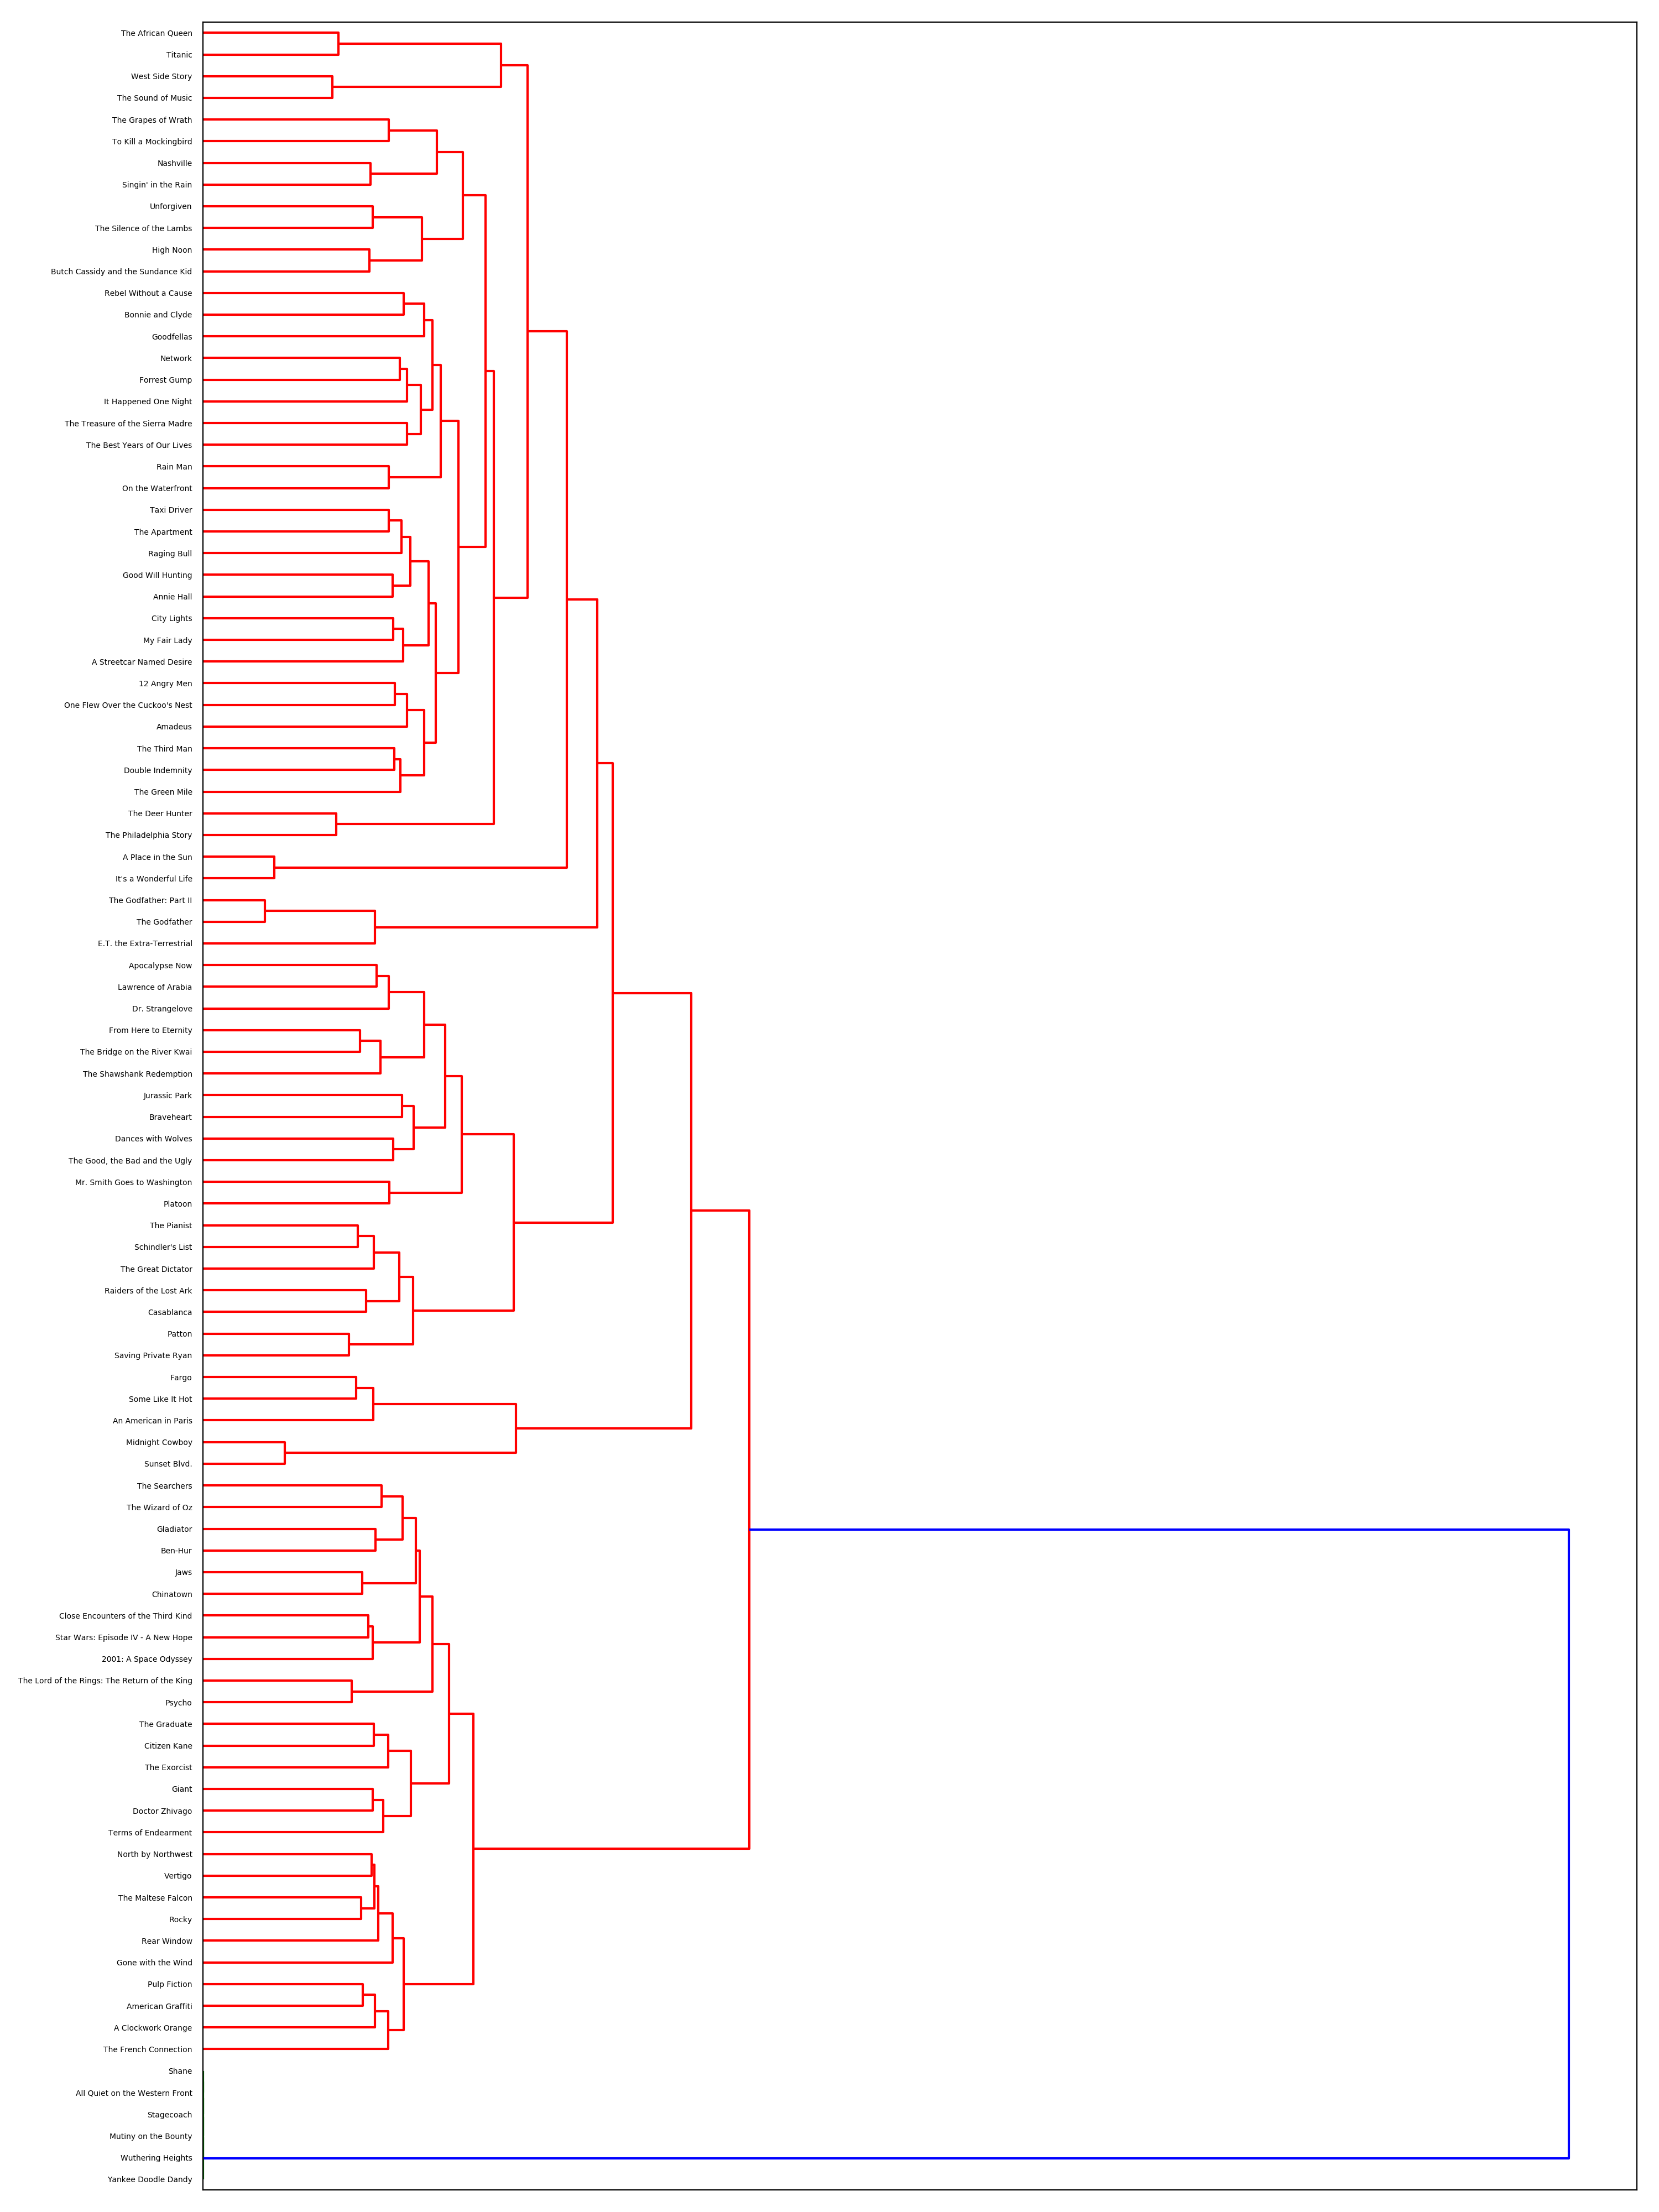 The African Queen
Titanic
West Side Story
The Sound of Music
The Grapes of Wrath
To Kill a Mockingbird
Nashville
Singin' in the Rain
Unforgiven
The Silence of the Lambs
High Noon
Butch Cassidy and the Sundance Kid
Rebel Without a Cause
Bonnie and Clyde
Goodfellas
Network
Forrest Gump
It Happened One Night
The Treasure of the Sierra Madre
The Best Years of Our Lives
Rain Man
On the Waterfront
Taxi Driver
The Apartment
Raging Bull
Good Will Hunting
Annie Hall
City Lights
My Fair Lady
A Streetcar Named Desire
12 Angry Men
One Flew Over the Cuckoo's Nest
Amadeus
The Third Man
Double Indemnity
The Green Mile
The Deer Hunter
The Philadelphia Story
A Place in the Sun
It's a Wonderful Life
The Godfather: Part II
The Godfather
E.T. the Extra-Terrestrial
Apocalypse Now
Lawrence of Arabia
Dr. Strangelove
From Here to Eternity
The Bridge on the River Kwai
The Shawshank Redemption
Jurassic Park
Braveheart
Dances with Wolves
The Good, the Bad and the Ugly
Mr. Smith Goes to Washington
Platoon
The Pianist
Schindler's List
The Great Dictator
Raiders of the Lost Ark
Casablanca
Patton
Saving Private Ryan
Fargo
Some Like It Hot
An American in Paris
Midnight Cowboy
Sunset Blvd.
The Searchers
The Wizard of Oz
Gladiator
Ben-Hur
Jaws
Chinatown
Close Encounters of the Third Kind
Star Wars: Episode IV - A New Hope
2001: A Space Odyssey
The Lord of the Rings: The Return of the King
Psycho
The Graduate
Citizen Kane
The Exorcist
Giant
Doctor Zhivago
Terms of Endearment
North by Northwest
Vertigo
The Maltese Falcon
Rocky
Rear Window
Gone with the Wind
Pulp Fiction
American Graffiti
A Clockwork Orange
The French Connection
Shane
All Quiet on the Western Front
Stagecoach
Mutiny on the Bounty
Wuthering Heights
Yankee Doodle Dandy